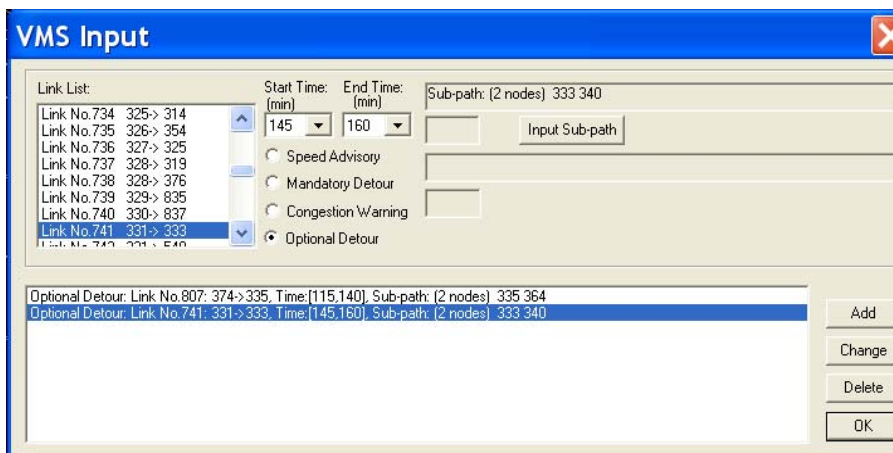 VMS Input
Link List:
Link No.734 325-> 314
Link No.735 326-> 354
Link No.736 327-> 325
Link No.737 328-> 319
Link No.738 328-> 376
Link No.739 329-> 835
Link No.740 330-> 837
Link No.741 331-> 333
Start Time:
(min)
145
End Time:
(min)
160
Speed Advisory
Mandatory Detour
Congestion Warning
Optional Detour
Sub-path: (2 nodes) 333 340
Input Sub-path
Optional Detour: Link No.807: 374->335, Time:[115,140], Sub-path: (2 nodes) 335 364
Optional Detour: Link No.741: 331->333, Time:[145,160], Sub-path: (2 nodes) 333 340
Add
Change
Delete
OK